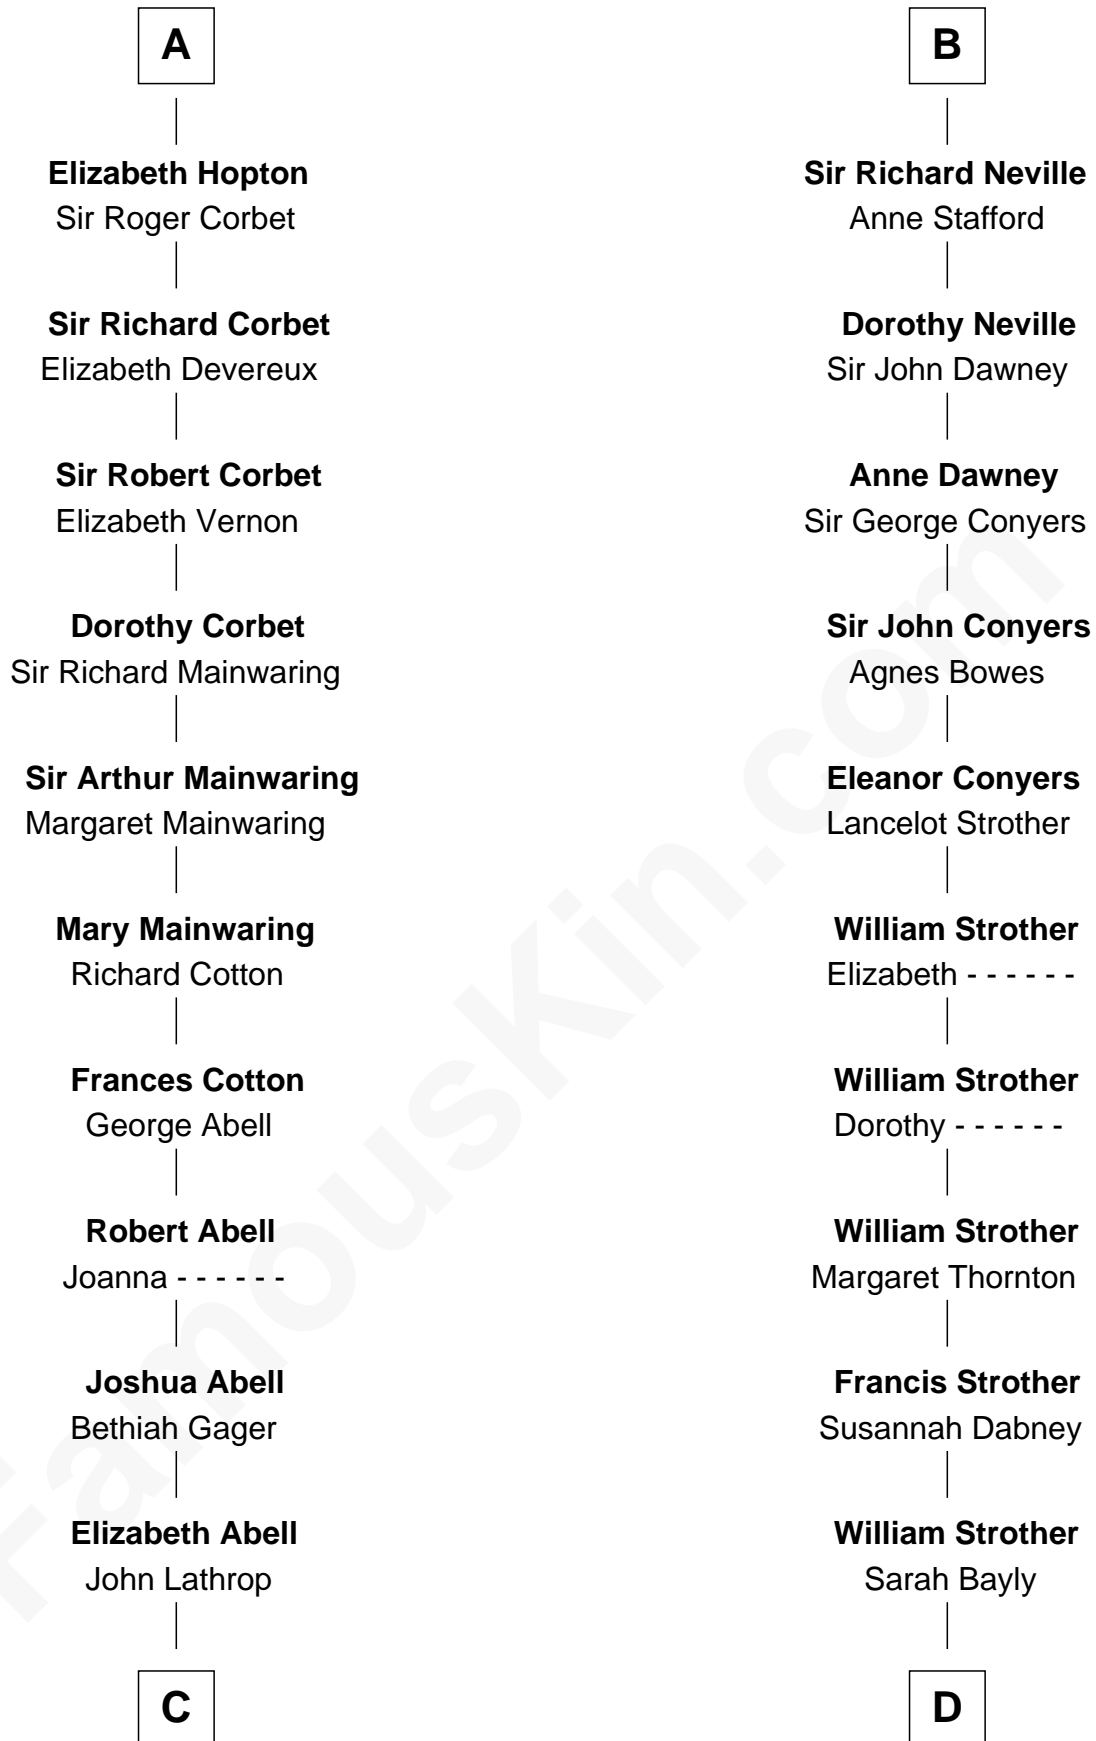 A
Elizabeth Hopton
Sir Roger Corbet
Sir Richard Corbet
Elizabeth Devereux
Sir Robert Corbet
Elizabeth Vernon
Dorothy Corbet
Sir Richard Mainwaring
Sir Arthur Mainwaring
Margaret Mainwaring
Mary Mainwaring
Richard Cotton
Frances Cotton
George Abell
Robert Abell
Joanna - - - - - -
Joshua Abell
Bethiah Gager
Elizabeth Abell
John Lathrop
C
B
Sir Richard Neville
Anne Stafford
Dorothy Neville
Sir John Dawney
Anne Dawney
Sir George Conyers
Sir John Conyers
Agnes Bowes
Eleanor Conyers
Lancelot Strother
William Strother
Elizabeth - - - - - -
William Strother
Dorothy - - - - - -
William Strother
Margaret Thornton
Francis Strother
Susannah Dabney
William Strother
Sarah Bayly
D
FamousKin.com